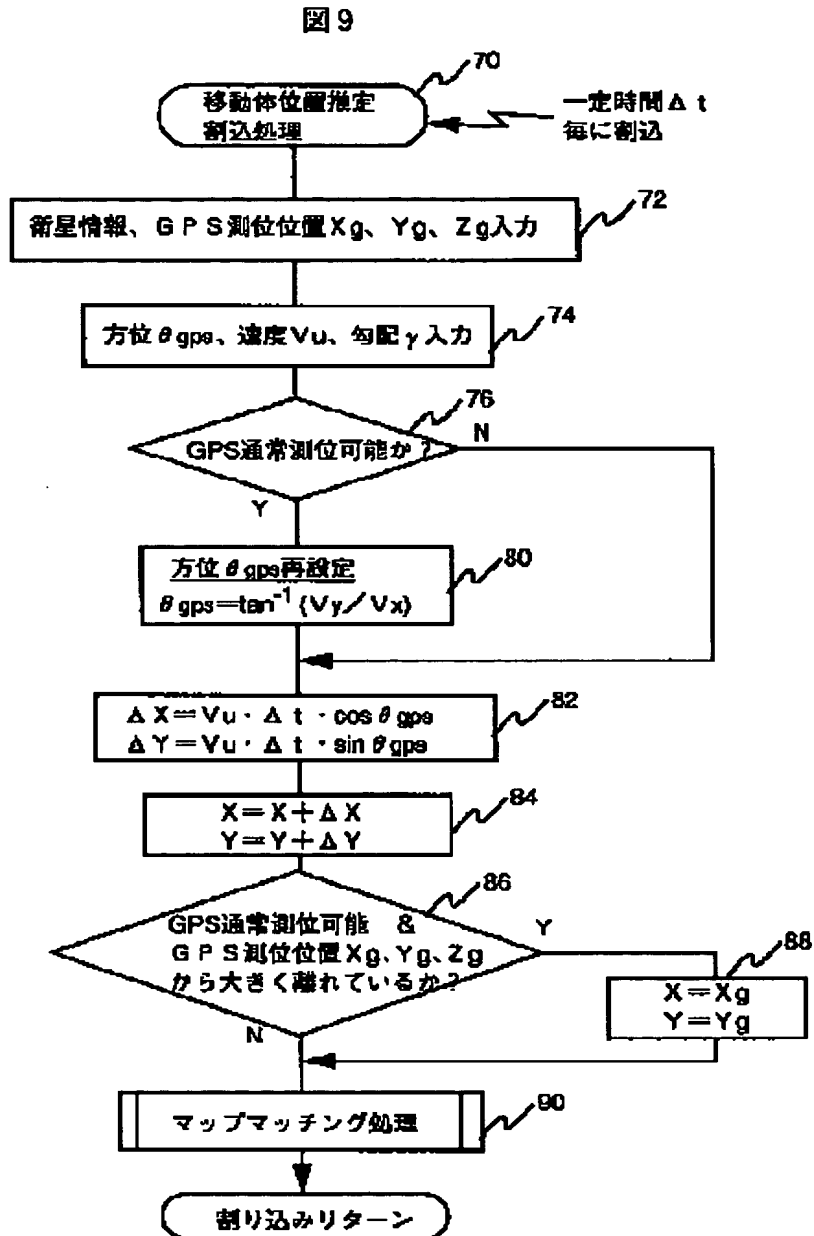 図9
70
移動体位置推定
割込処理
一定時間Δt
毎に割込
72
衛星情報、GPS測位位置Xg、Yg、Zg入力
74
方位θgps、速度Vu、勾配γ入力
76
GPS通常測位可能か?
N
Y
80
方位θgps再設定
θgps=tan⁻¹(Vy/Vx)
82
ΔX=Vu・Δt・cosθgps
ΔY=Vu・Δt・sinθgps
84
X=X+ΔX
Y=Y+ΔY
86
GPS通常測位可能 &
GPS測位位置Xg、Yg、Zg
から大きく離れているか?
Y
N
88
X=Xg
Y=Yg
90
マップマッチング処理
割り込みリターン